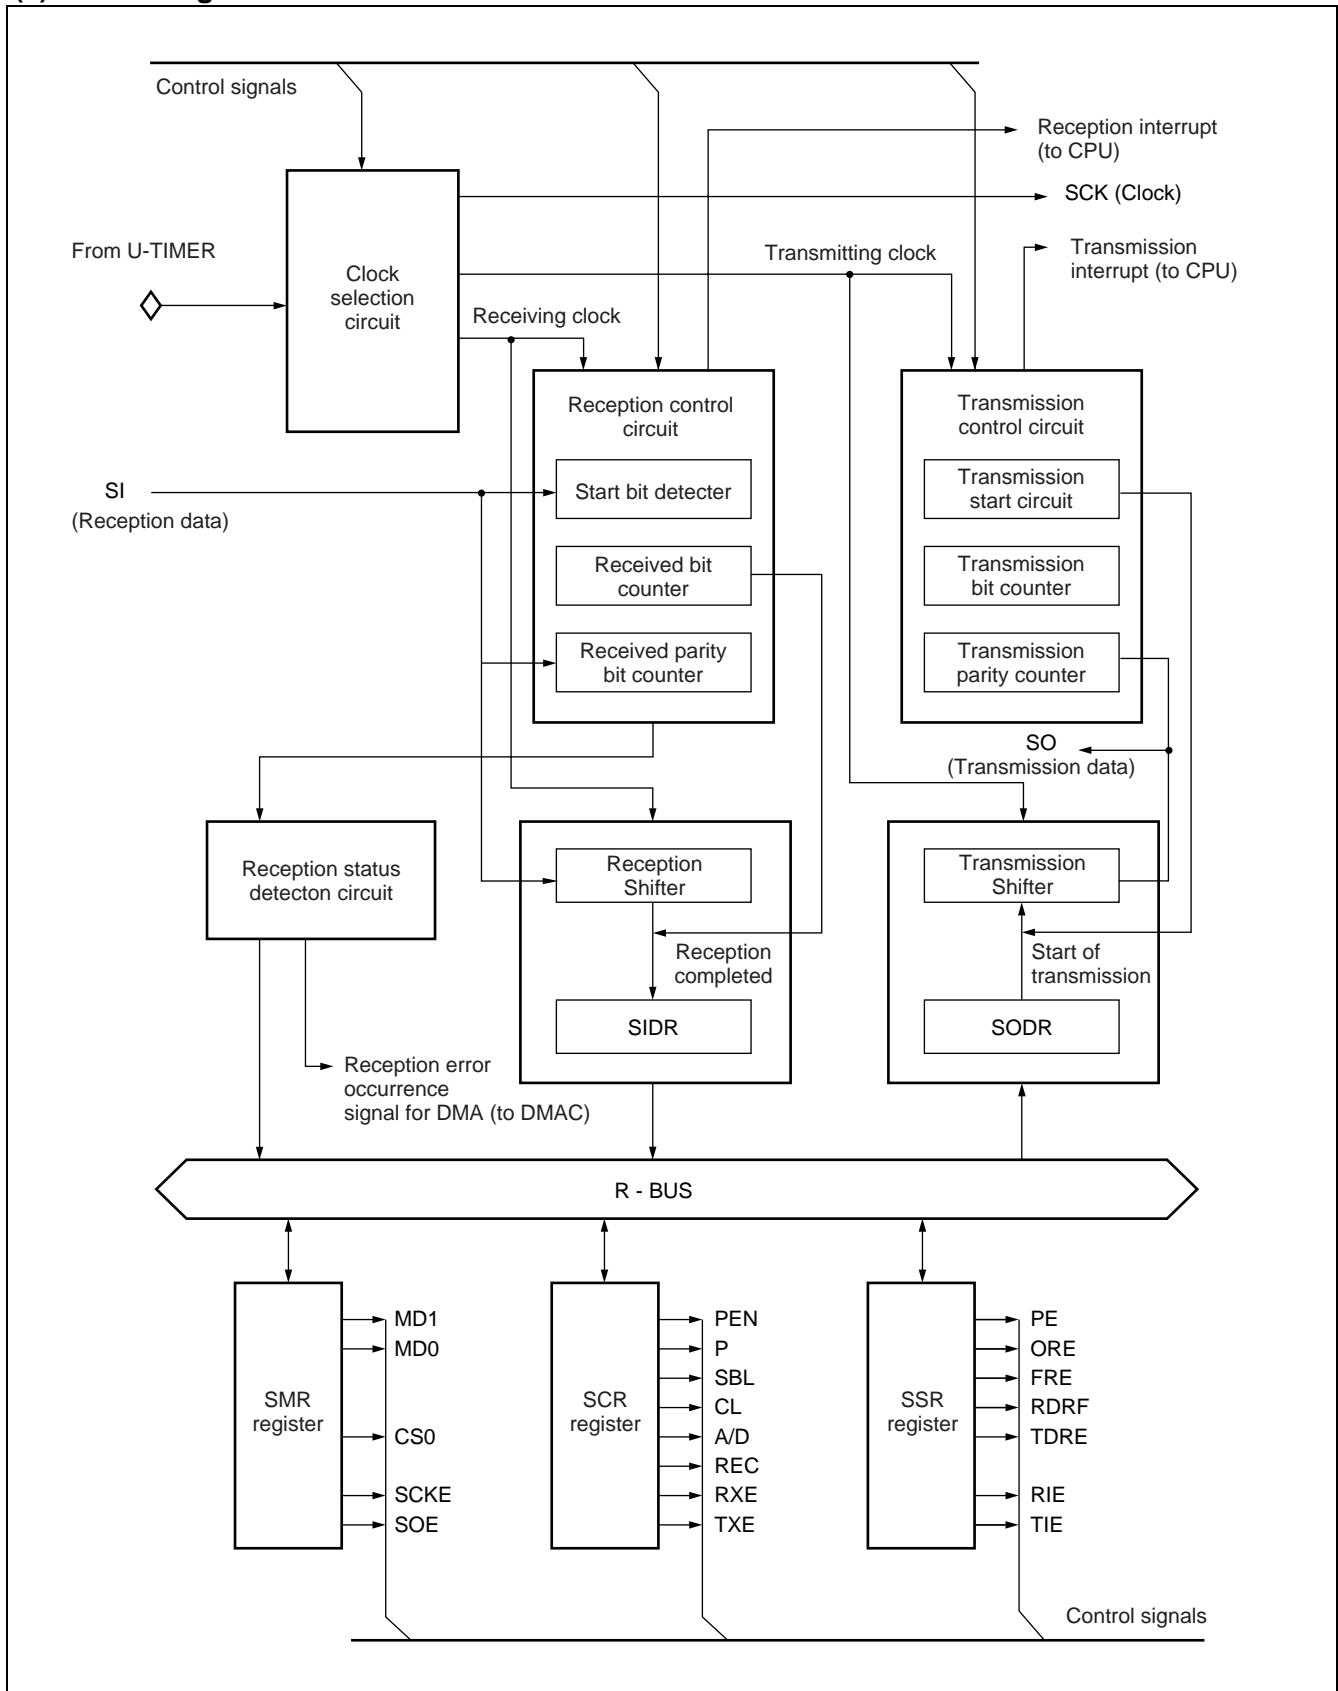 Control signals
Reception interrupt
(to CPU)
SCK (Clock)
From U-TIMER
Transmitting clock
Transmission
interrupt (to CPU)
Clock
selection
circuit
Receiving clock
Reception control
circuit
Transmission
control circuit
SI
(Reception data)
Start bit detecter
Transmission
start circuit
Received bit
counter
Transmission
bit counter
Received parity
bit counter
Transmission
parity counter
SO
(Transmission data)
Reception status
detecton circuit
Reception
Shifter
Transmission
Shifter
Reception
completed
Start of
transmission
SIDR
SODR
Reception error
occurrence
signal for DMA (to DMAC)
R - BUS
SMR
register
MD1
MD0
CS0
SCKE
SOE
SCR
register
PEN
P
SBL
CL
A/D
REC
RXE
TXE
SSR
register
PE
ORE
FRE
RDRF
TDRE
RIE
TIE
Control signals